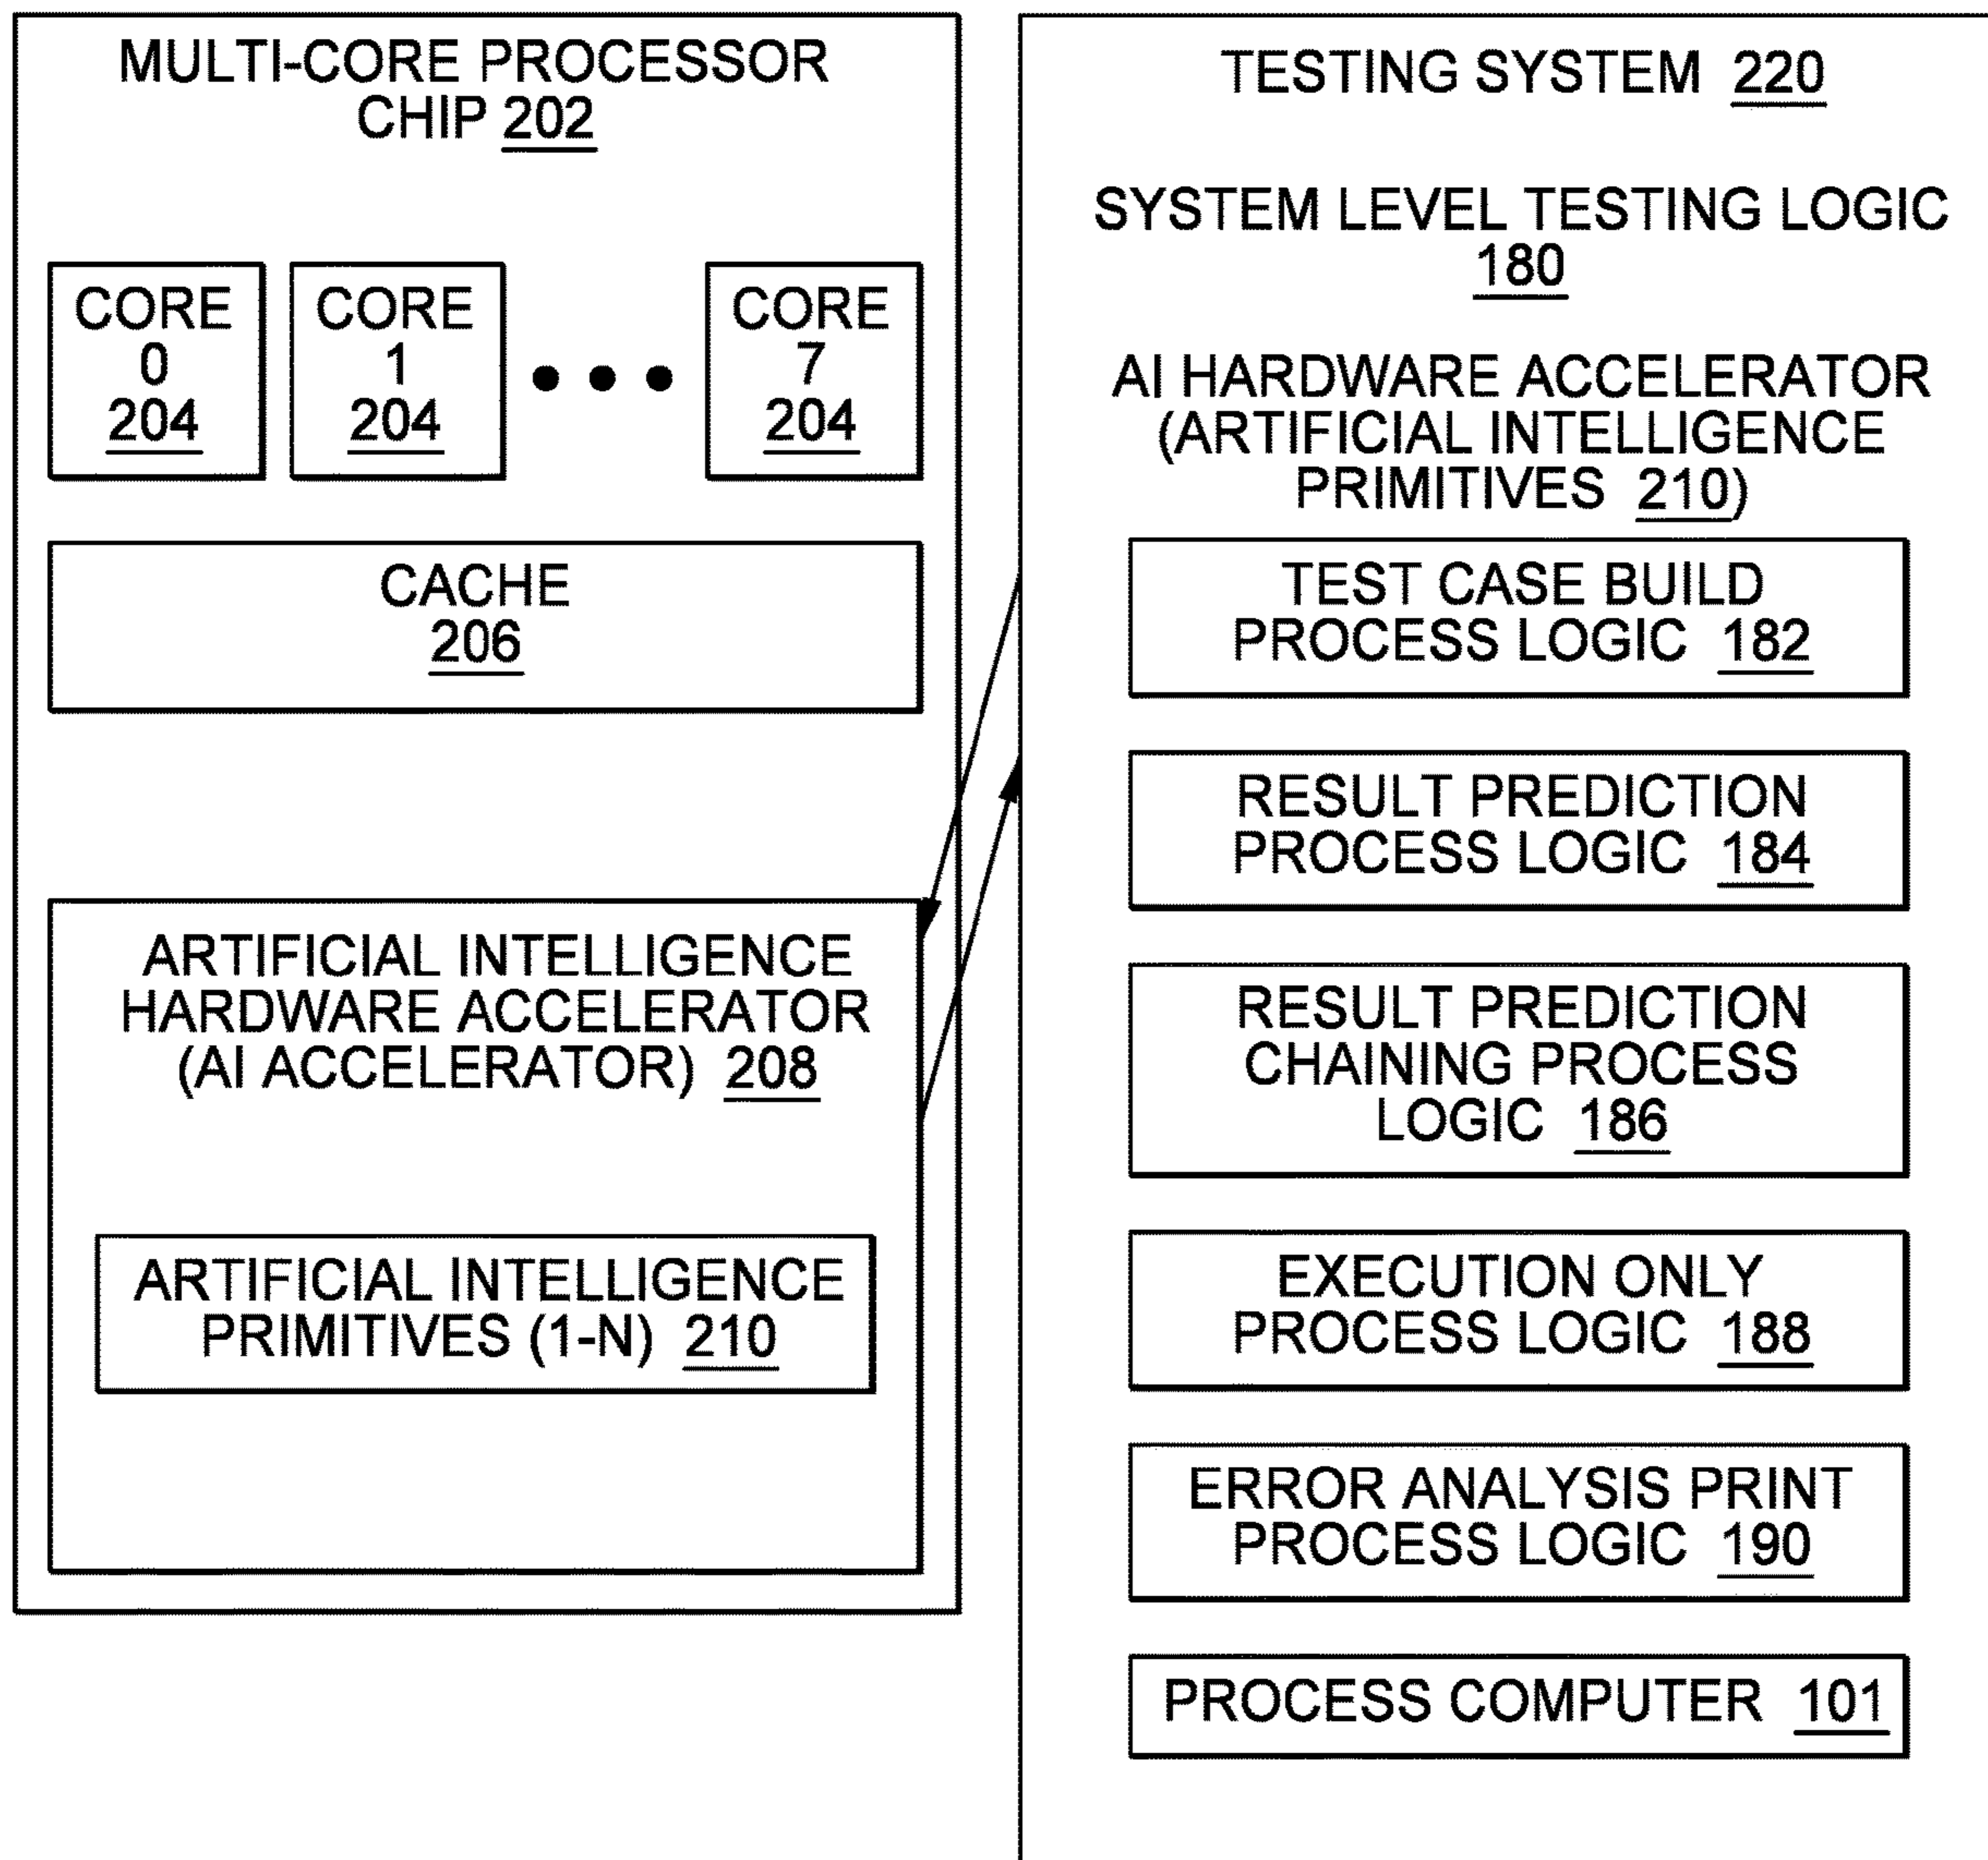 MULTI-CORE PROCESSOR
CHIP 202
CORE
0
204
CORE
1
204
CORE
7
204
CACHE
206
ARTIFICIAL INTELLIGENCE
HARDWARE ACCELERATOR
(AI ACCELERATOR) 208
ARTIFICIAL INTELLIGENCE
PRIMITIVES (1-N) 210
TESTING SYSTEM 220
SYSTEM LEVEL TESTING LOGIC
180
AI HARDWARE ACCELERATOR
(ARTIFICIAL INTELLIGENCE
PRIMITIVES 210)
TEST CASE BUILD
PROCESS LOGIC 182
RESULT PREDICTION
PROCESS LOGIC 184
RESULT PREDICTION
CHAINING PROCESS
LOGIC 186
EXECUTION ONLY
PROCESS LOGIC 188
ERROR ANALYSIS PRINT
PROCESS LOGIC 190
PROCESS COMPUTER 101